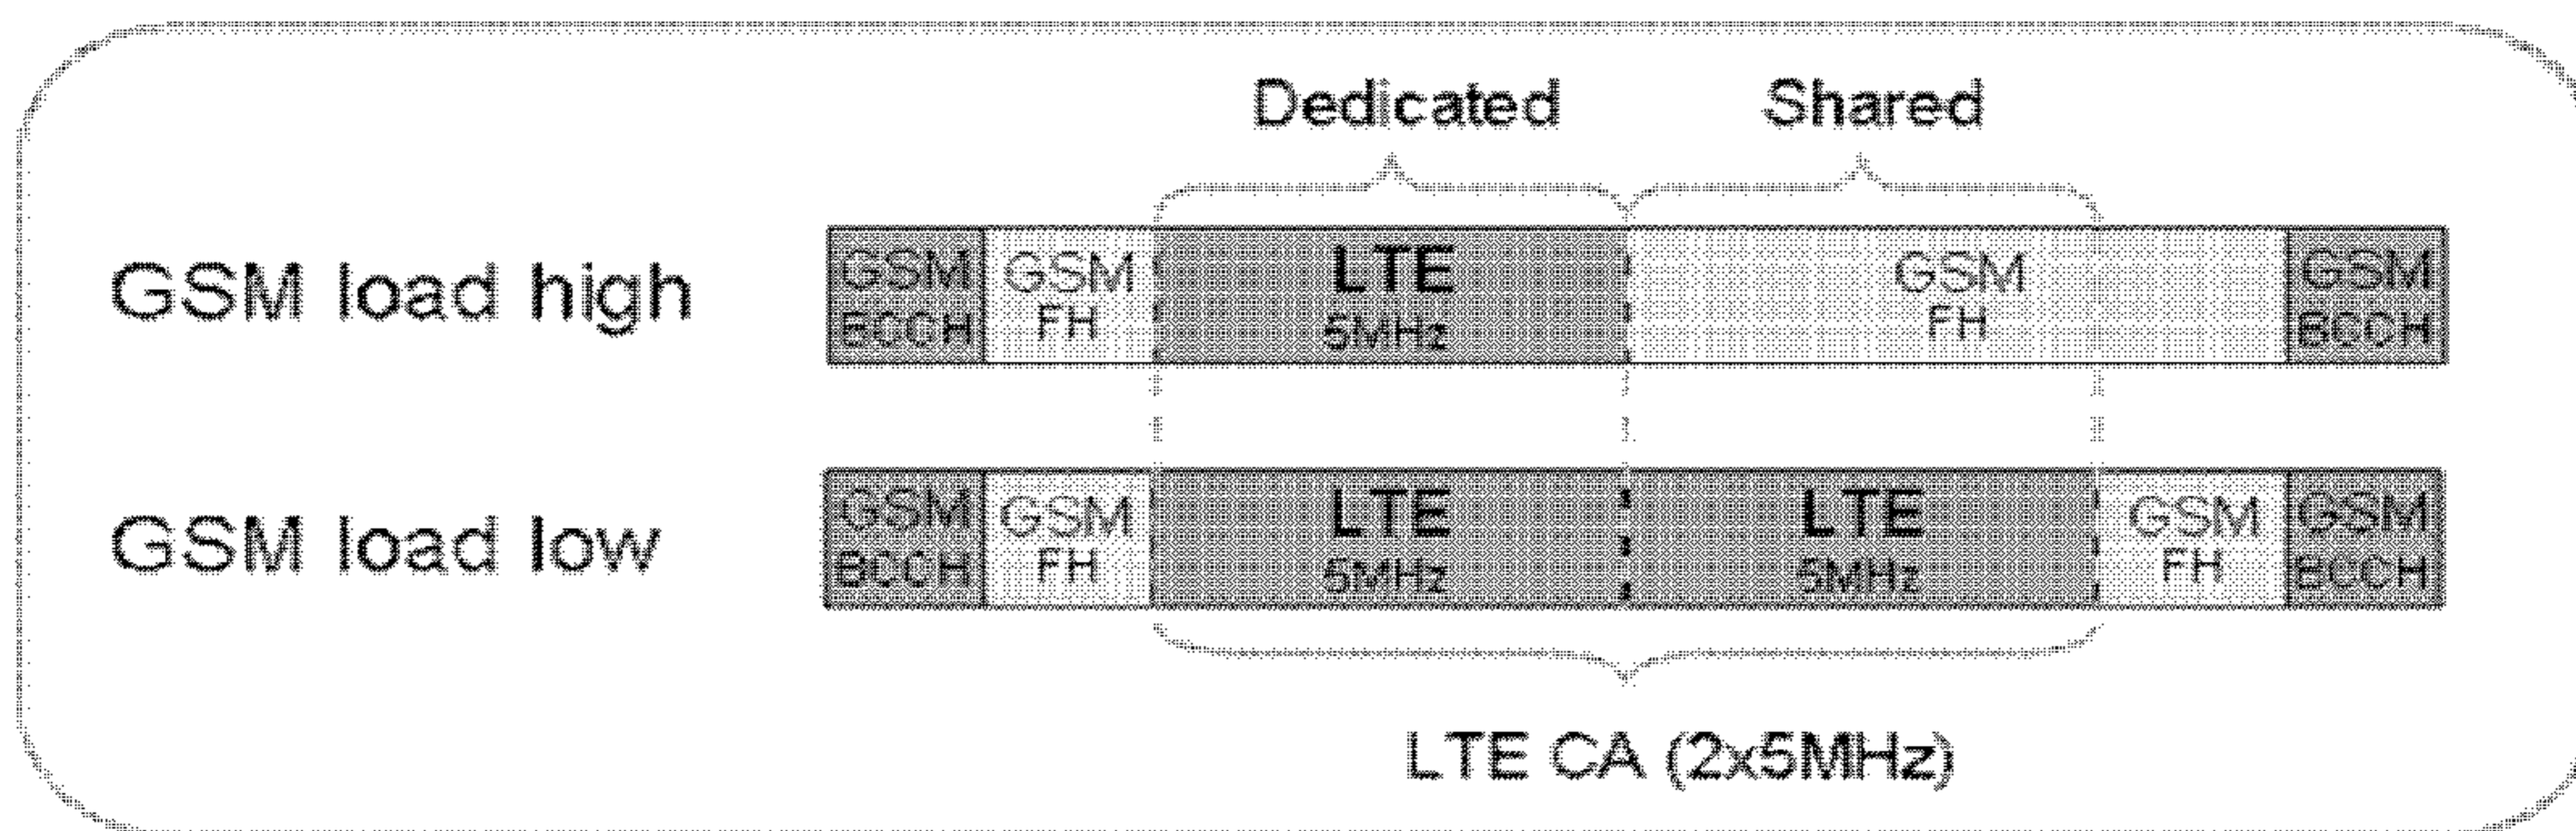 Dedicated Shared
GSM load high
GSM GSM LTE GSM GSM
BCCH FH 5MHz FH BCCH
GSM load low
GSM GSM LTE LTE GSM GSM
BCCH FH 5MHz 5MHz FH BCCH
LTE CA (2x5MHz)